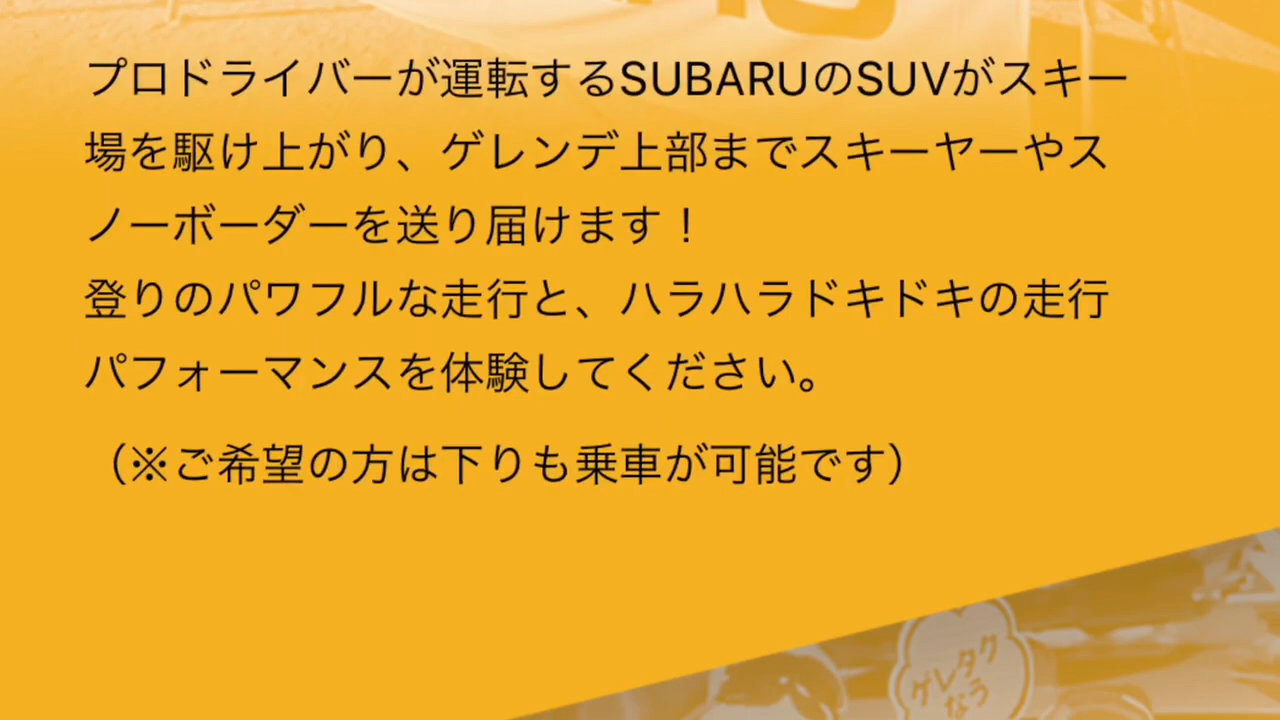 プロドライバーが運転するSUBARUのSUVがスキー
場を駆け上がり、ゲレンデ上部までスキーヤーやス
ノーボーダーを送り届けます！
登りのパワフルな走行と、ハラハラドキドキの走行
パフォーマンスを体験してください。
（※ご希望の方は下りも乗車が可能です）
ゲレタク
なう